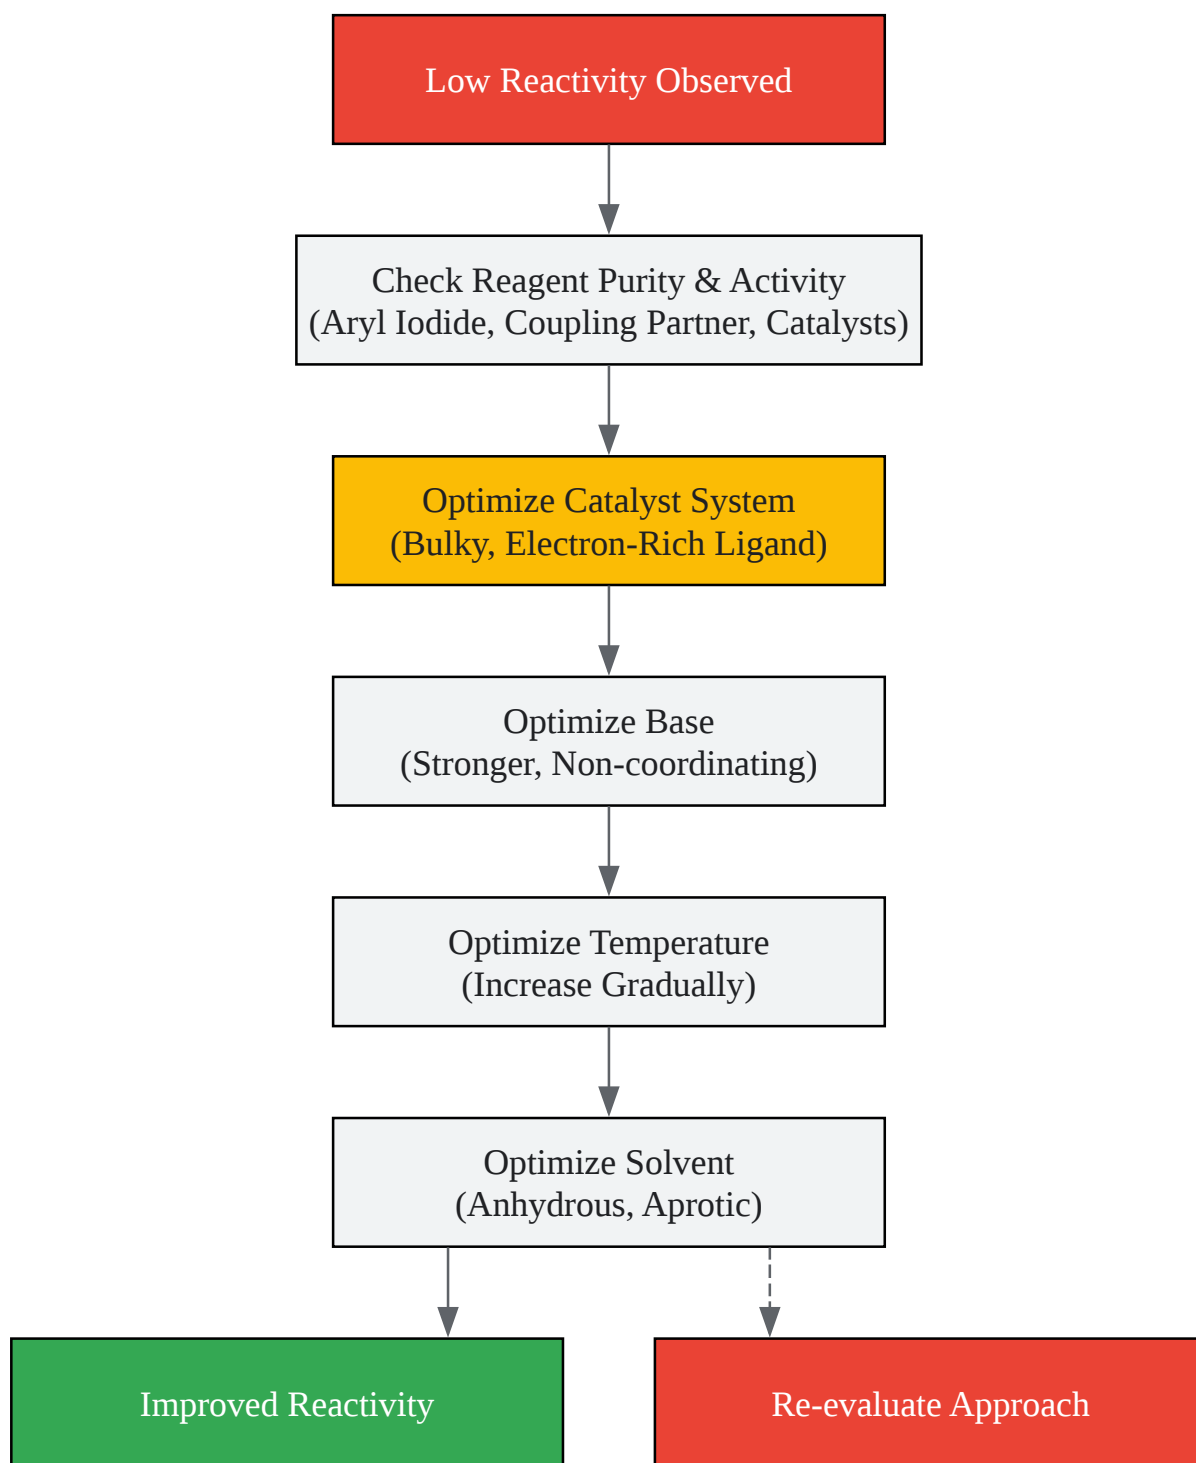 Low Reactivity Observed
Check Reagent Purity & Activity
(Aryl Iodide, Coupling Partner, Catalysts)
Optimize Catalyst System
(Bulky, Electron-Rich Ligand)
Optimize Base
(Stronger, Non-coordinating)
Optimize Temperature
(Increase Gradually)
Optimize Solvent
(Anhydrous, Aprotic)
Improved Reactivity
Re-evaluate Approach